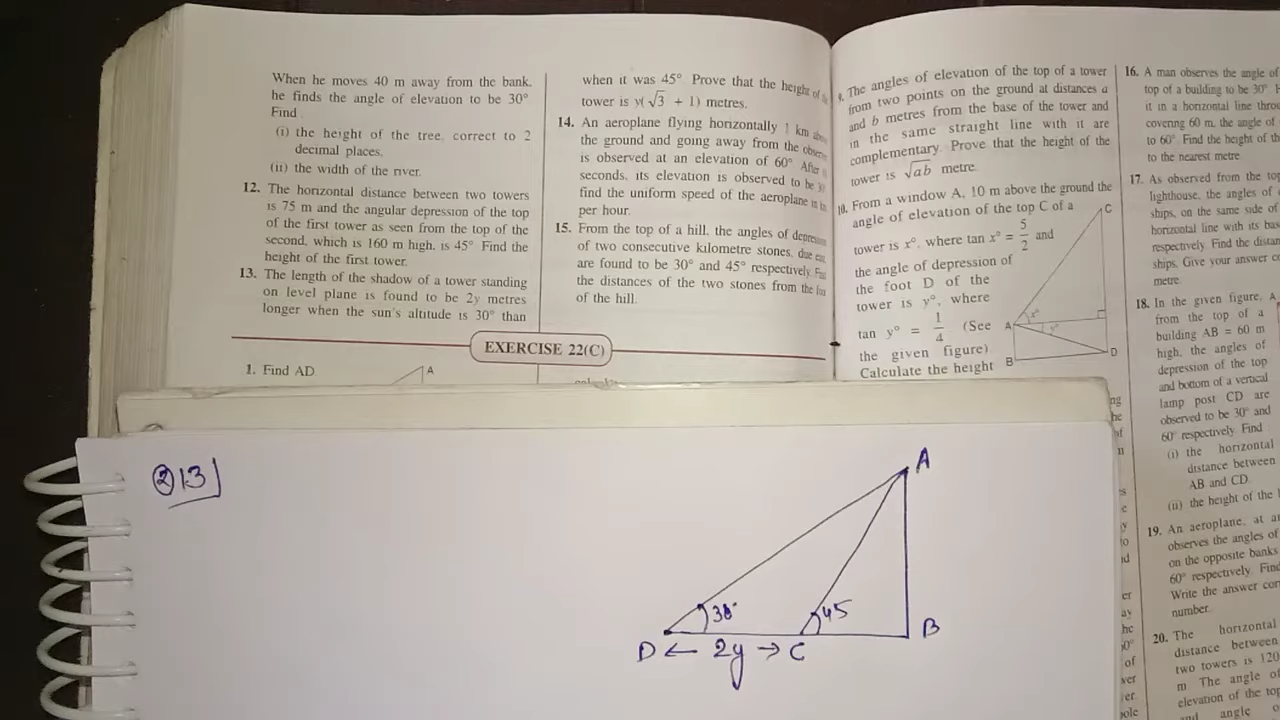 When he moves 40 m away from the bank,
he finds the angle of elevation to be 30°
Find
(i) the height of the tree, correct to 2
decimal places,
(ii) the width of the river.
12. The horizontal distance between two towers
is 75 m and the angular depression of the top
of the first tower as seen from the top of the
second, which is 160 m high, is 45° Find the
height of the first tower.
13. The length of the shadow of a tower standing
on level plane is found to be 2y metres
longer when the sun's altitude is 30° than
when it was 45° Prove that the height of the
tower is y(√3 + 1) metres.
14. An aeroplane flying horizontally 1 km above
the ground and going away from the observer
is observed at an elevation of 60° After
seconds, its elevation is observed to be 30
find the uniform speed of the aeroplane in km
per hour.
15. From the top of a hill, the angles of depression
of two consecutive kilometre stones, due east,
are found to be 30° and 45° respectively. Find
the distances of the two stones from the foot
of the hill.
EXERCISE 22(C)
1. Find AD.
A
9. The angles of elevation of the top of a tower
from two points on the ground at distances a
and b metres from the base of the tower and
in the same straight line with it are
complementary. Prove that the height of the
tower is √ab metre.
10. From a window A, 10 m above the ground the
angle of elevation of the top C of a
tower is x°, where tan x° = 5/2 and
the angle of depression of
the foot D of the
tower is y°, where
tan y° = 1/4 (See
the given figure)
Calculate the height
C
A
x°
y°
B
D
16. A man observes the angle of
top of a building to be 30°.
it in a horizontal line
covering 60 m, the angle of
to 60° Find the height of the
to the nearest metre.
17. As observed from the top
lighthouse, the angles of
ships, on the same side of
horizontal line with its
respectively. Find the
ships. Give your answer
metre.
18. In the given figure,
from the top of a
building AB = 60 m
high, the angles of
depression of the top
and bottom of a vertical
lamp post CD are
observed to be 30° and
60° respectively Find
(i) the horizontal
distance between
AB and CD.
(ii) the height of the
19. An aeroplane, at
observes the angles of
on the opposite banks
60° respectively. Find
Write the answer
number.
20. The horizontal
distance between
two towers is 120
m The angle of
elevation of the top
and angle
Q13
A
30°
45
B
D ← 2y → C